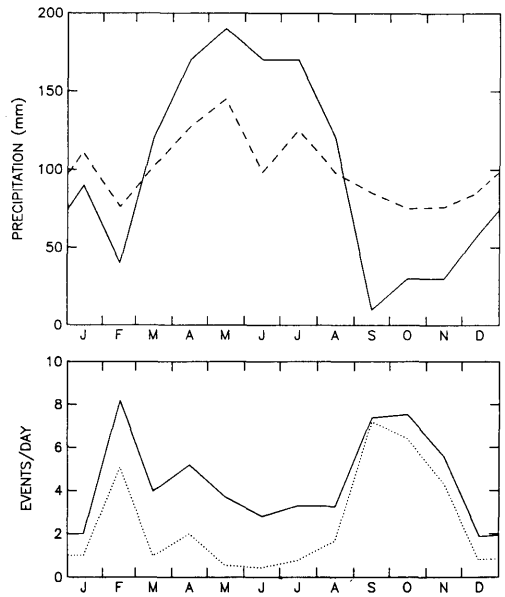 200
150
100
50
0
PRECIPITATION (mm)
J F M A M J J A S O N D
10
8
6
4
2
0
EVENTS/DAY
J F M A M J J A S O N D